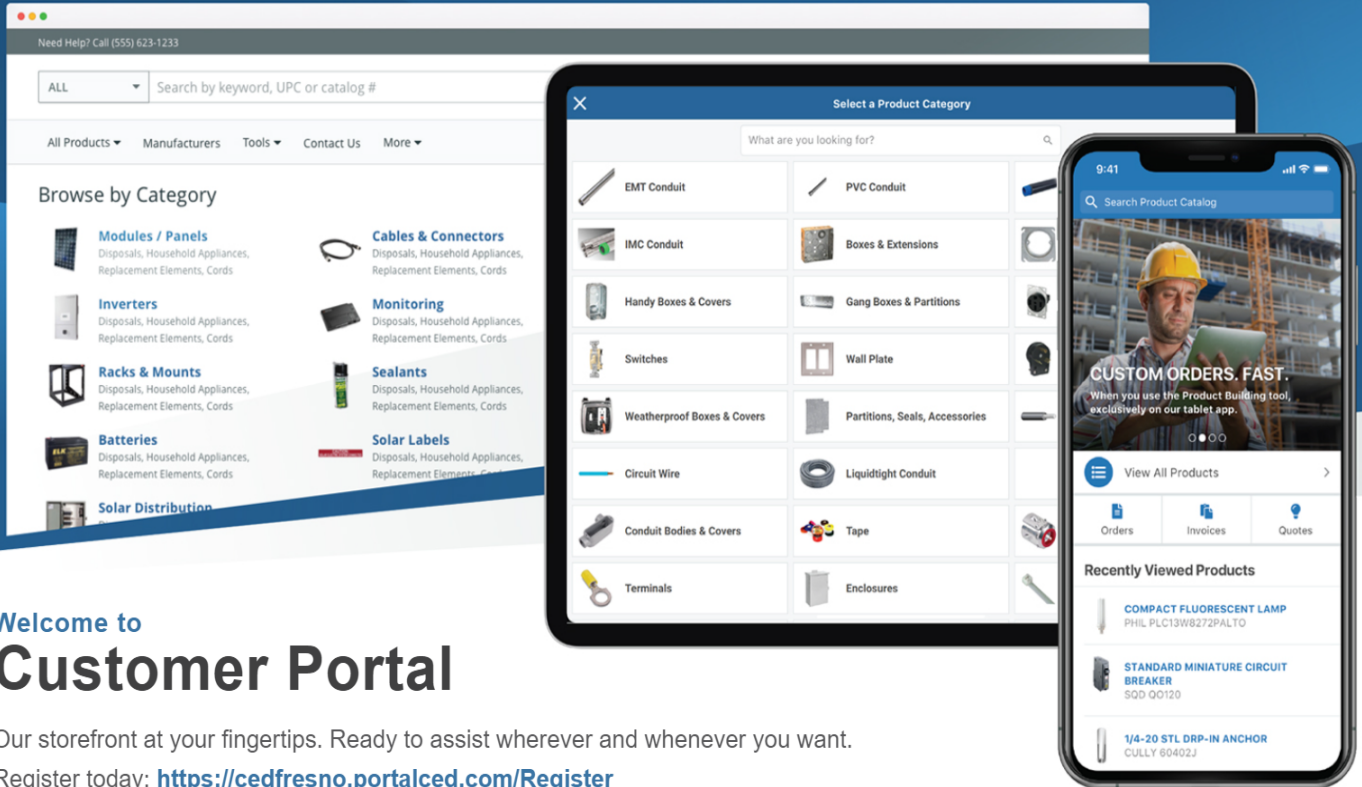 Need Help? Call (555) 623-1233
ALL
Search by keyword, UPC or catalog #
All Products
Manufacturers
Tools
Contact Us
More
Browse by Category
Modules / Panels
Disposals, Household Appliances,
Replacement Elements, Cords
Cables & Connectors
Disposals, Household Appliances,
Replacement Elements, Cords
Inverters
Disposals, Household Appliances,
Replacement Elements, Cords
Monitoring
Disposals, Household Appliances,
Replacement Elements, Cords
Racks & Mounts
Disposals, Household Appliances,
Replacement Elements, Cords
Sealants
Disposals, Household Appliances,
Replacement Elements, Cords
Batteries
Disposals, Household Appliances,
Replacement Elements, Cords
Solar Labels
Disposals, Household Appliances,
Replacement Elements,
Solar Distribution
Select a Product Category
What are you looking for?
EMT Conduit
PVC Conduit
IMC Conduit
Boxes & Extensions
Handy Boxes & Covers
Gang Boxes & Partitions
Switches
Wall Plate
Weatherproof Boxes & Covers
Partitions, Seals, Accessories
Circuit Wire
Liquidtight Conduit
Conduit Bodies & Covers
Tape
Terminals
Enclosures
9:41
Search Product Catalog
CUSTOM ORDERS. FAST.
When you use the Product Building tool,
exclusively on our tablet app.
View All Products
Orders
Invoices
Quotes
Recently Viewed Products
COMPACT FLUORESCENT LAMP
PHIL PLC13W8272PALTO
STANDARD MINIATURE CIRCUIT
BREAKER
SQD QO120
1/4-20 STL DRP-IN ANCHOR
CULLY 60402J
Welcome to
Customer Portal
Our storefront at your fingertips. Ready to assist wherever and whenever you want.
Register today: https://cedfresno.portalced.com/Register